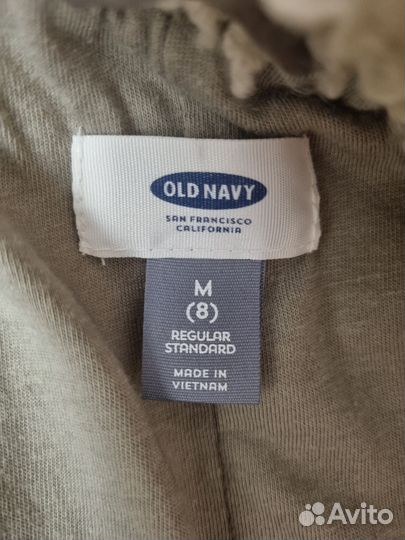 OLD NAVY
SAN FRANCISCO
CALIFORNIA
M
(8)
REGULAR
STANDARD
MADE IN
VIETNAM
Avito